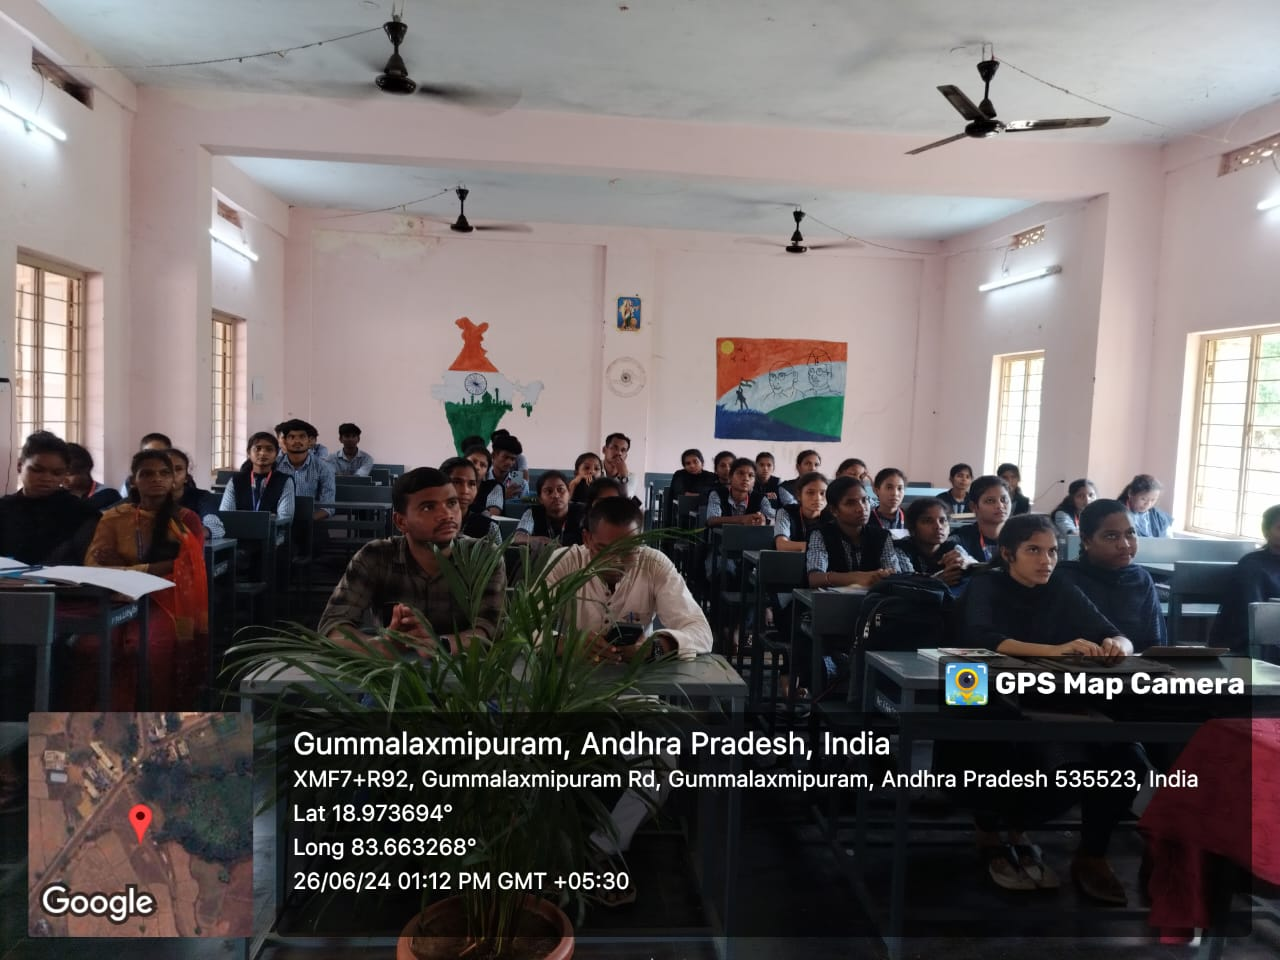 GPS Map Camera
Gummalaxmipuram, Andhra Pradesh, India
XMF7+R92, Gummalaxmipuram Rd, Gummalaxmipuram, Andhra Pradesh 535523, India
Lat 18.973694°
Long 83.663268°
26/06/24 01:12 PM GMT +05:30
Google